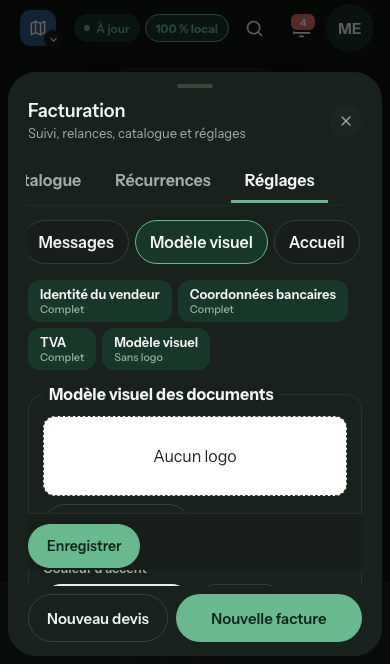 À jour
100 % local
4
ME
Facturation
Suivi, relances, catalogue et réglages
talogue Récurrences Réglages
Messages Modèle visuel Accueil
Identité du vendeur Coordonnées bancaires
Complet Complet
TVA Modèle visuel
Complet Sans logo
Modèle visuel des documents
Aucun logo
Enregistrer
Couleur d'accent
Nouveau devis Nouvelle facture